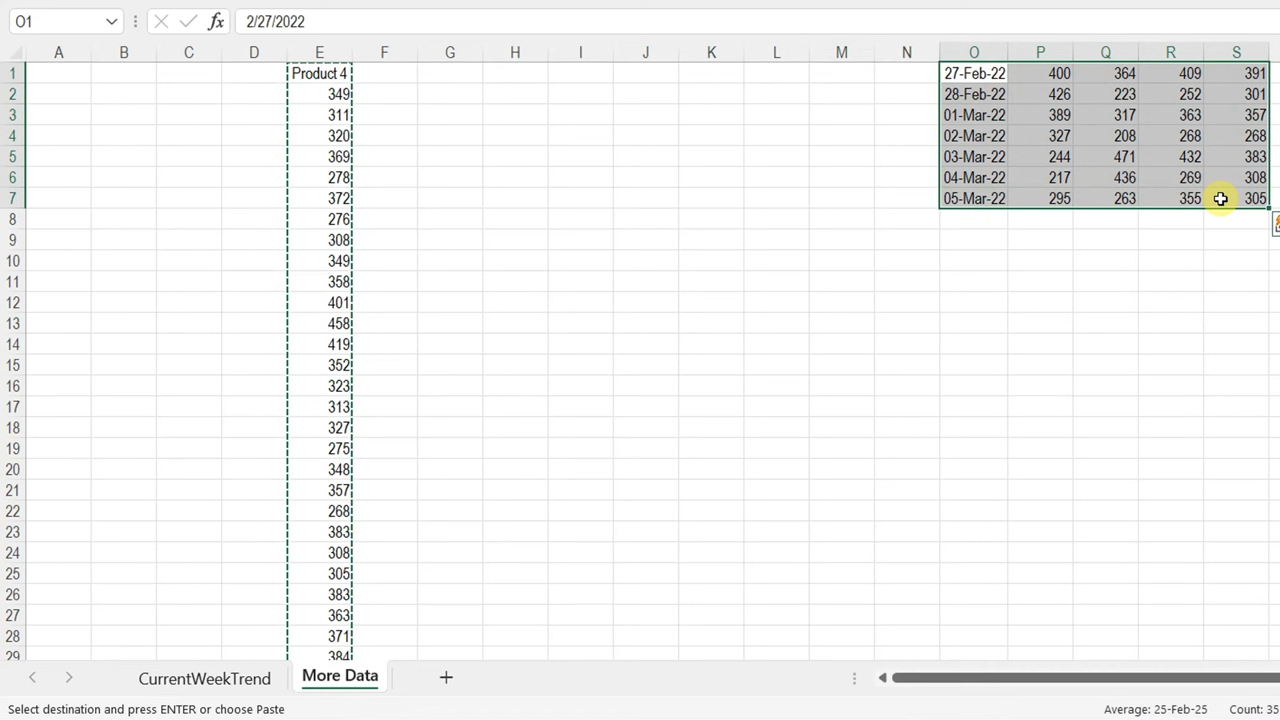 O1 fx 2/27/2022
A B C D E F G H I J K L M N O P Q R S
1 Product 4 27-Feb-22 400 364 409 391
2 349 28-Feb-22 426 223 252 301
3 311 01-Mar-22 389 317 363 357
4 320 02-Mar-22 327 208 268 268
5 369 03-Mar-22 244 471 432 383
6 278 04-Mar-22 217 436 269 308
7 372 05-Mar-22 295 263 355 305
8 276
9 308
10 349
11 358
12 401
13 458
14 419
15 352
16 323
17 313
18 327
19 275
20 348
21 357
22 268
23 383
24 308
25 305
26 383
27 363
28 371
29 384
CurrentWeekTrend More Data
Select destination and press ENTER or choose Paste Average: 25-Feb-25 Count: 35